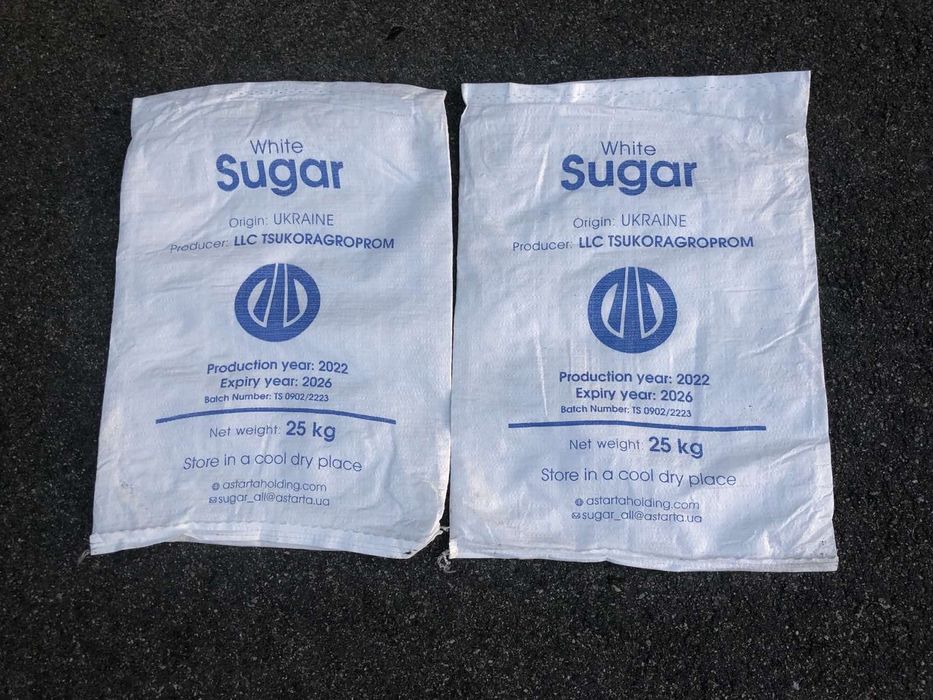 White
Sugar
Origin: UKRAINE
Producer: LLC TSUKORAGROPROM
Production year: 2022
Expiry year: 2026
Batch Number: TS 0902/2223
Net weight: 25 kg
Store in a cool dry place
astartaholding.com
sugar_all@astarta.ua
White
Sugar
Origin: UKRAINE
Producer: LLC TSUKORAGROPROM
Production year: 2022
Expiry year: 2026
Batch Number: TS 0902/2223
Net weight: 25 kg
Store in a cool dry place
astartaholding.com
sugar_all@astarta.ua